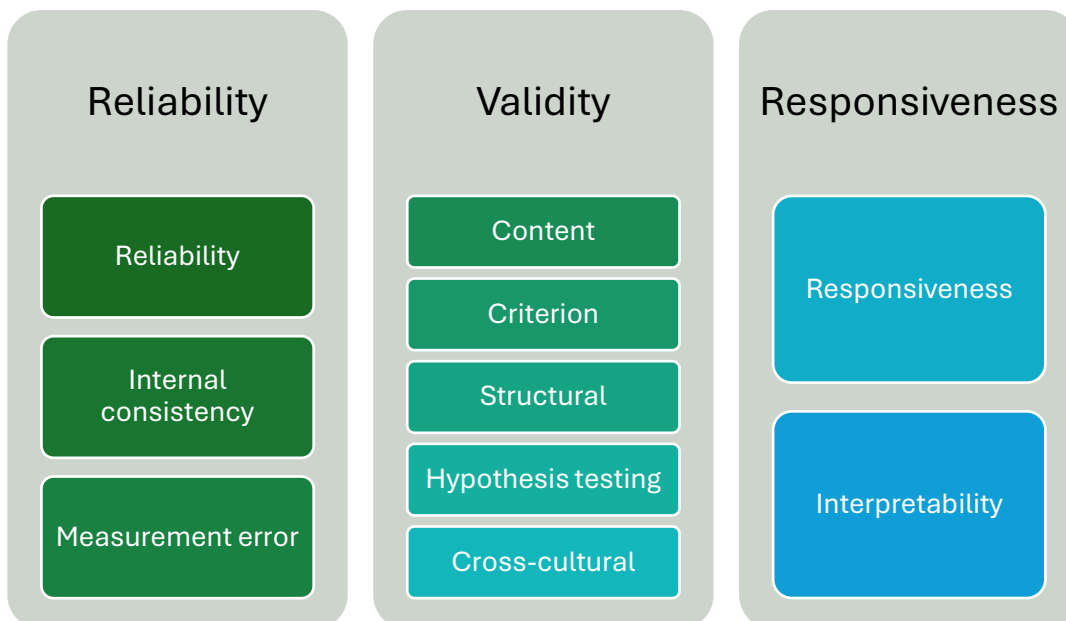 Reliability
Reliability
Internal
consistency
Measurement error
Validity
Content
Criterion
Structural
Hypothesis testing
Cross-cultural
Responsiveness
Responsiveness
Interpretability